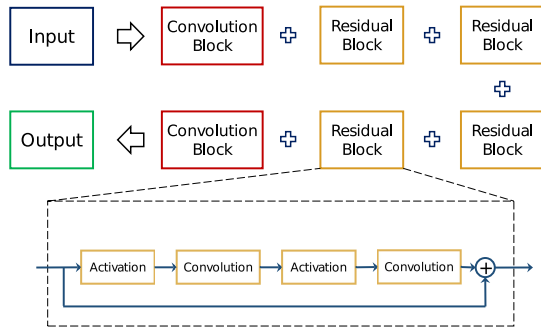 Input
Convolution
Block
Residual
Block
Residual
Block
Output
Convolution
Block
Residual
Block
Residual
Block
Activation
Convolution
Activation
Convolution